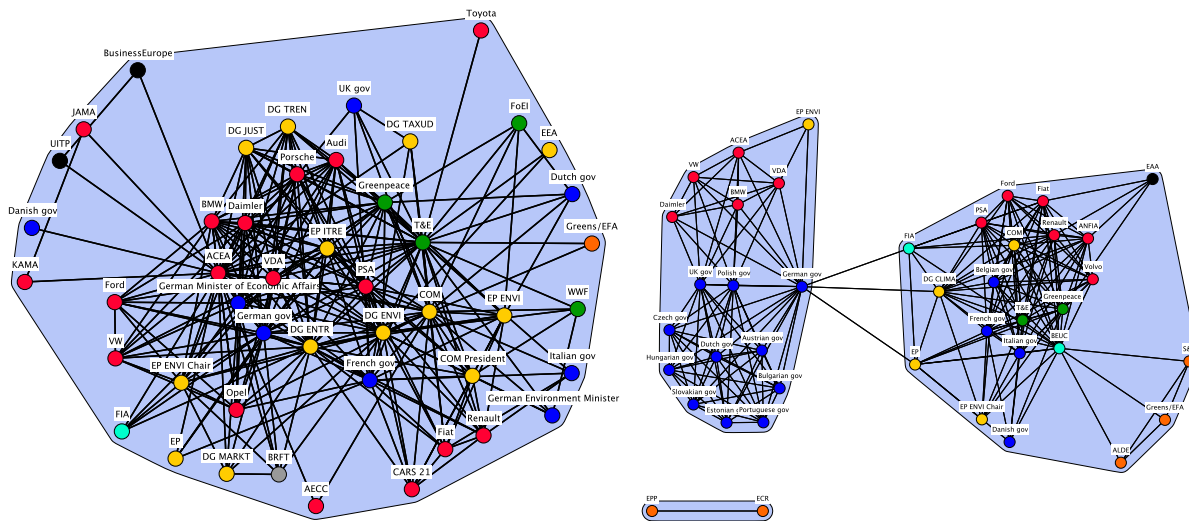 Toyota
BusinessEurope
JAMA
UITP
UK gov
DG TREN
FoEI
DG TAXUD
DG JUST
EEA
Audi
Porsche
Dutch gov
Greenpeace
Danish gov
BMW
Daimler
T&E
EP ITRE
Greens/EFA
ACEA
VDA
KAMA
PSA
Ford
German Minister of Economic Affairs
COM
EP ENVI
WWF
German gov
DG ENVI
DG ENTR
VW
Italian gov
French gov
COM President
EP ENVI Chair
Opel
German Environment Minister
FIA
Renault
Fiat
EP
DG MARKT
BRFT
CARS 21
AECC
EP ENVI
ACEA
VW
VDA
BMW
Daimler
UK gov
Polish gov
German gov
Czech gov
Austrian gov
Dutch gov
Hungarian gov
Bulgarian gov
Slovakian gov
Estonian
Portuguese gov
EPP
ECR
EAA
Ford
Fiat
PSA
Renault
ANFIA
COM
FIA
Belgian gov
Volvo
DG CLIMA
Greenpeace
T&E
French gov
Italian gov
BEUC
EP
EP ENVI Chair
Greens/EFA
Danish gov
ALDE